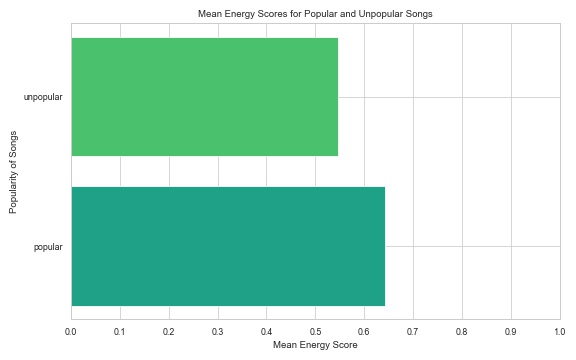 Mean Energy Scores for Popular and Unpopular Songs
Popularity of Songs
unpopular
popular
0.0 0.1 0.2 0.3 0.4 0.5 0.6 0.7 0.8 0.9 1.0
Mean Energy Score